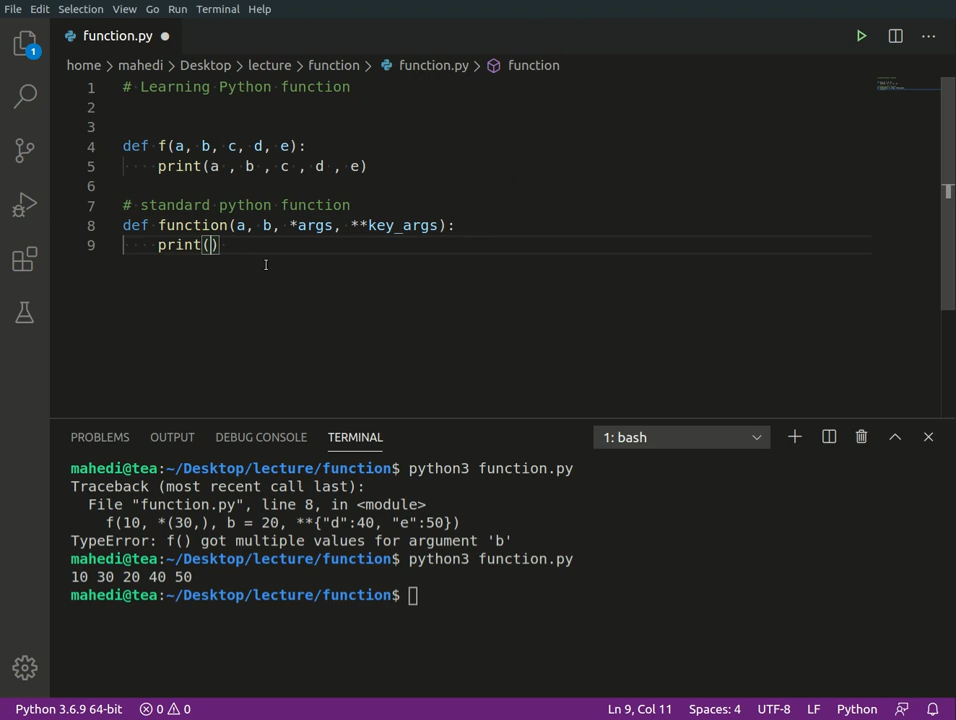 File Edit Selection View Go Run Terminal Help
function.py
1
home > mahedi > Desktop > lecture > function > function.py > function
1 # Learning Python function
2
3
4 def f(a, b, c, d, e):
5 print(a , b , c , d , e)
6
7 # standard python function
8 def function(a, b, *args, **key_args):
9 print()
PROBLEMS OUTPUT DEBUG CONSOLE TERMINAL 1: bash
mahedi@tea:~/Desktop/lecture/function$ python3 function.py
Traceback (most recent call last):
File "function.py", line 8, in <module>
f(10, *(30,), b = 20, **{"d":40, "e":50})
TypeError: f() got multiple values for argument 'b'
mahedi@tea:~/Desktop/lecture/function$ python3 function.py
10 30 20 40 50
mahedi@tea:~/Desktop/lecture/function$
Python 3.6.9 64-bit 0 0 Ln 9, Col 11 Spaces: 4 UTF-8 LF Python